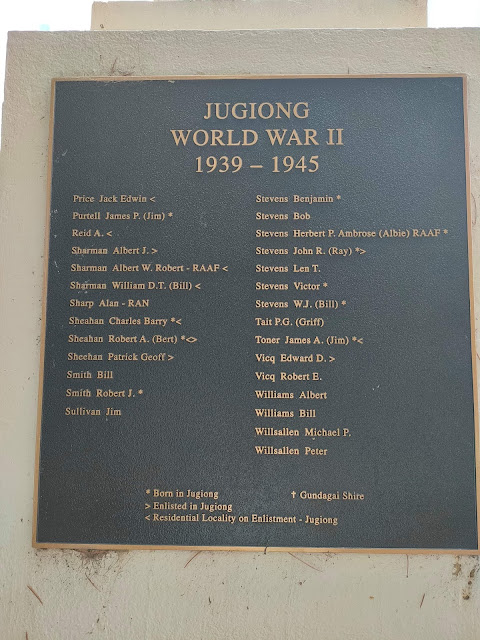 JUGIONG
WORLD WAR II
1939 – 1945
Price Jack Edwin <
Purtell James P. (Jim) *
Reid A. <
Sharman Albert J. >
Sharman Albert W. Robert - RAAF <
Sharman William D.T. (Bill) <
Sharp Alan - RAN
Sheahan Charles Barry *<
Sheahan Robert A. (Bert) *<>
Sheehan Patrick Geoff >
Smith Bill
Smith Robert J. *
Sullivan Jim
Stevens Benjamin *
Stevens Bob
Stevens Herbert P. Ambrose (Albie) RAAF *
Stevens John R. (Ray) *>
Stevens Len T.
Stevens Victor *
Stevens W.J. (Bill) *
Tait P.G. (Griff)
Toner James A. (Jim) *<
Vicq Edward D. >
Vicq Robert E.
Williams Albert
Williams Bill
Willsallen Michael P.
Willsallen Peter
* Born in Jugiong
> Enlisted in Jugiong
< Residential Locality on Enlistment - Jugiong
† Gundagai Shire